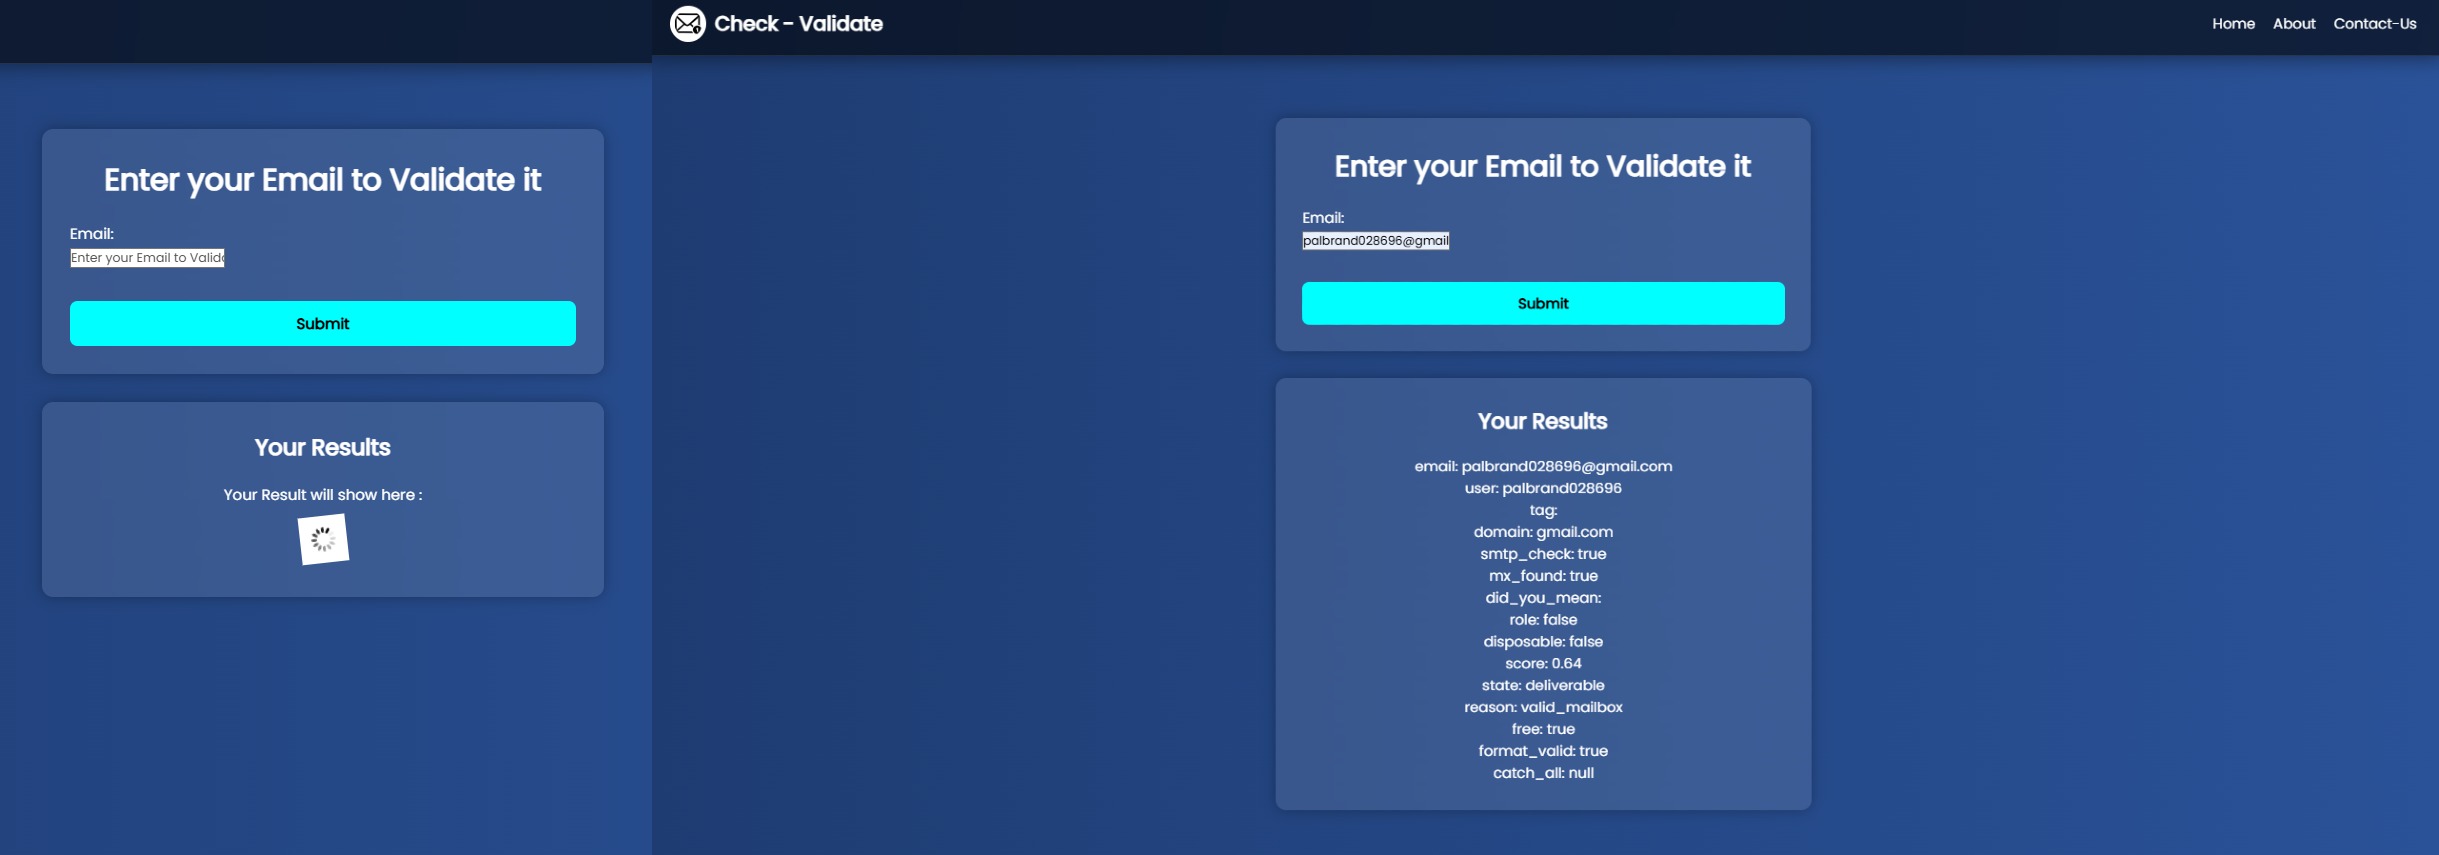 Enter your Email to Validate it
Email:
Enter your Email to Valid
Submit
Your Results
Your Result will show here :
Check - Validate
Home
About
Contact-Us
Enter your Email to Validate it
Email:
palbrand028696@gmail
Submit
Your Results
email: palbrand028696@gmail.com
user: palbrand028696
tag:
domain: gmail.com
smtp_check: true
mx_found: true
did_you_mean:
role: false
disposable: false
score: 0.64
state: deliverable
reason: valid_mailbox
free: true
format_valid: true
catch_all: null